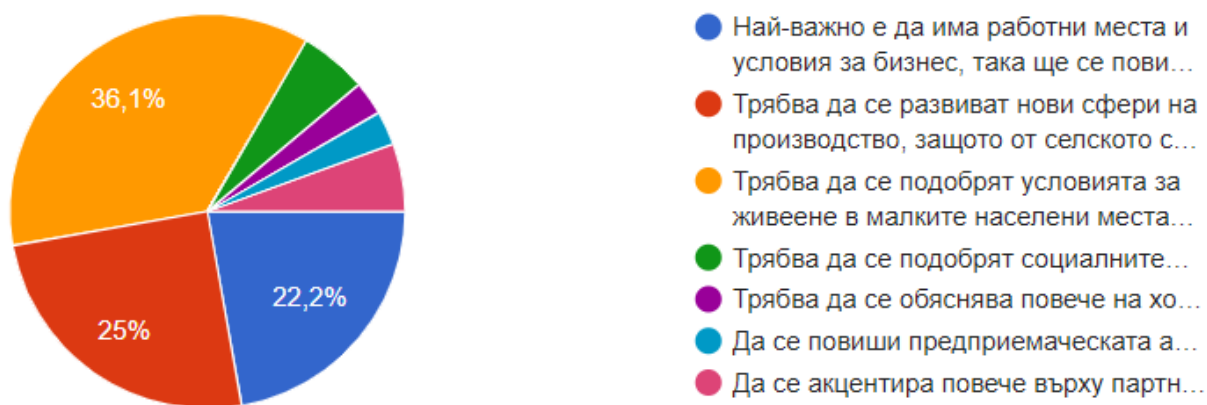 36,1%
25%
22,2%
Най-важно е да има работни места и
условия за бизнес, така ще се пови...
Трябва да се развиват нови сфери на
производство, защото от селското с...
Трябва да се подобрят условията за
живеене в малките населени места...
Трябва да се подобрят социалните...
Трябва да се обяснява повече на хо...
Да се повиши предприемаческата а...
Да се акцентира повече върху партн...